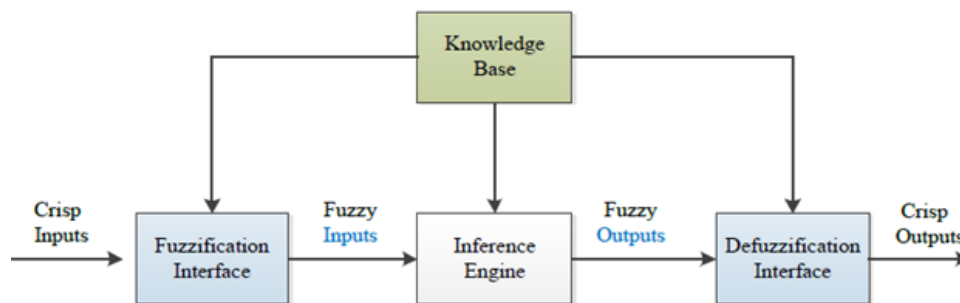 Knowledge
Base
Crisp
Inputs
Fuzzification
Interface
Fuzzy
Inputs
Inference
Engine
Fuzzy
Outputs
Defuzzification
Interface
Crisp
Outputs